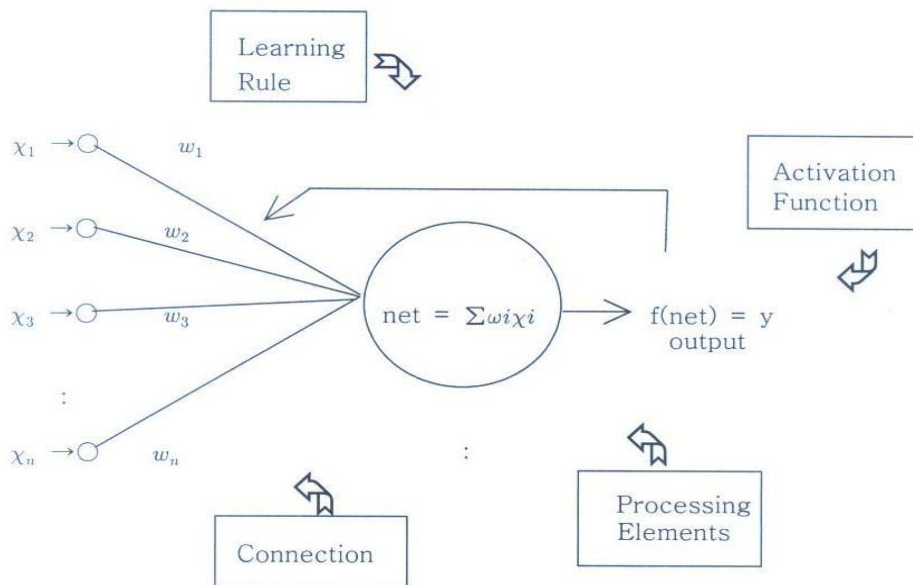 Learning
Rule
χ₁ → w₁
Activation
Function
χ₂ → w₂
χ₃ → w₃
net = Σωiχi
f(net) = y
output
:
χₙ → wₙ
:
Processing
Elements
Connection